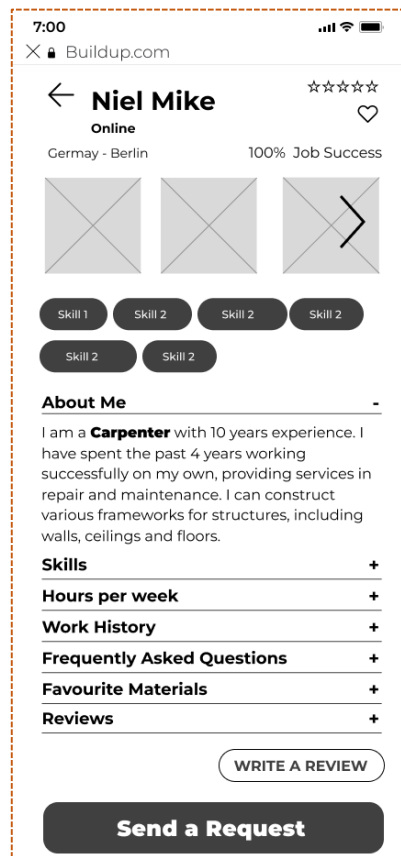 7:00
Buildup.com
Niel Mike
Online
Germay - Berlin
100% Job Success
Skill 1
Skill 2
Skill 2
Skill 2
Skill 2
Skill 2
About Me -
I am a Carpenter with 10 years experience. I
have spent the past 4 years working
successfully on my own, providing services in
repair and maintenance. I can construct
various frameworks for structures, including
walls, ceilings and floors.
Skills +
Hours per week +
Work History +
Frequently Asked Questions +
Favourite Materials +
Reviews +
WRITE A REVIEW
Send a Request